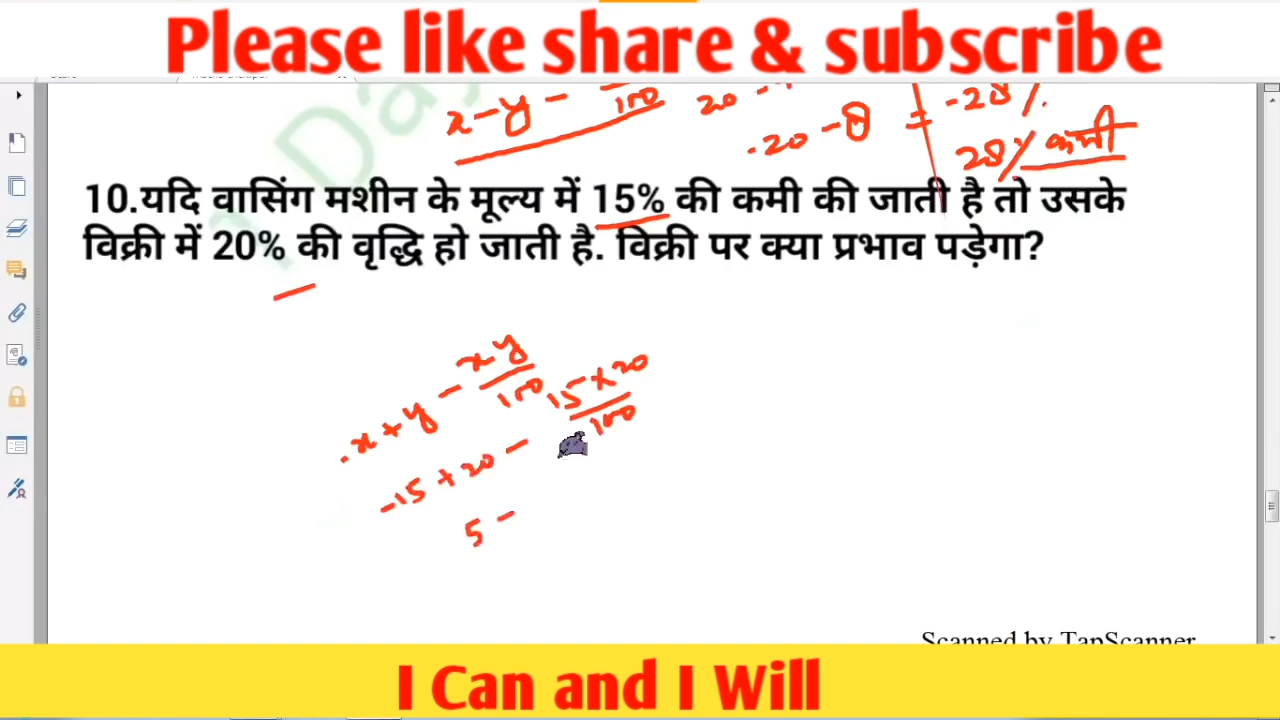 Please like share & subscribe
x - y - 100 20 -
. 20 - 8 = - 28%.
28% कमी
10.यदि वासिंग मशीन के मूल्य में 15% की कमी की जाती है तो उसके
विक्री में 20% की वृद्धि हो जाती है. विक्री पर क्या प्रभाव पड़ेगा?
. x + y - xy/100
-15 + 20 - 15 x 20/100
5 -
Scanned by TapScanner
I Can and I Will